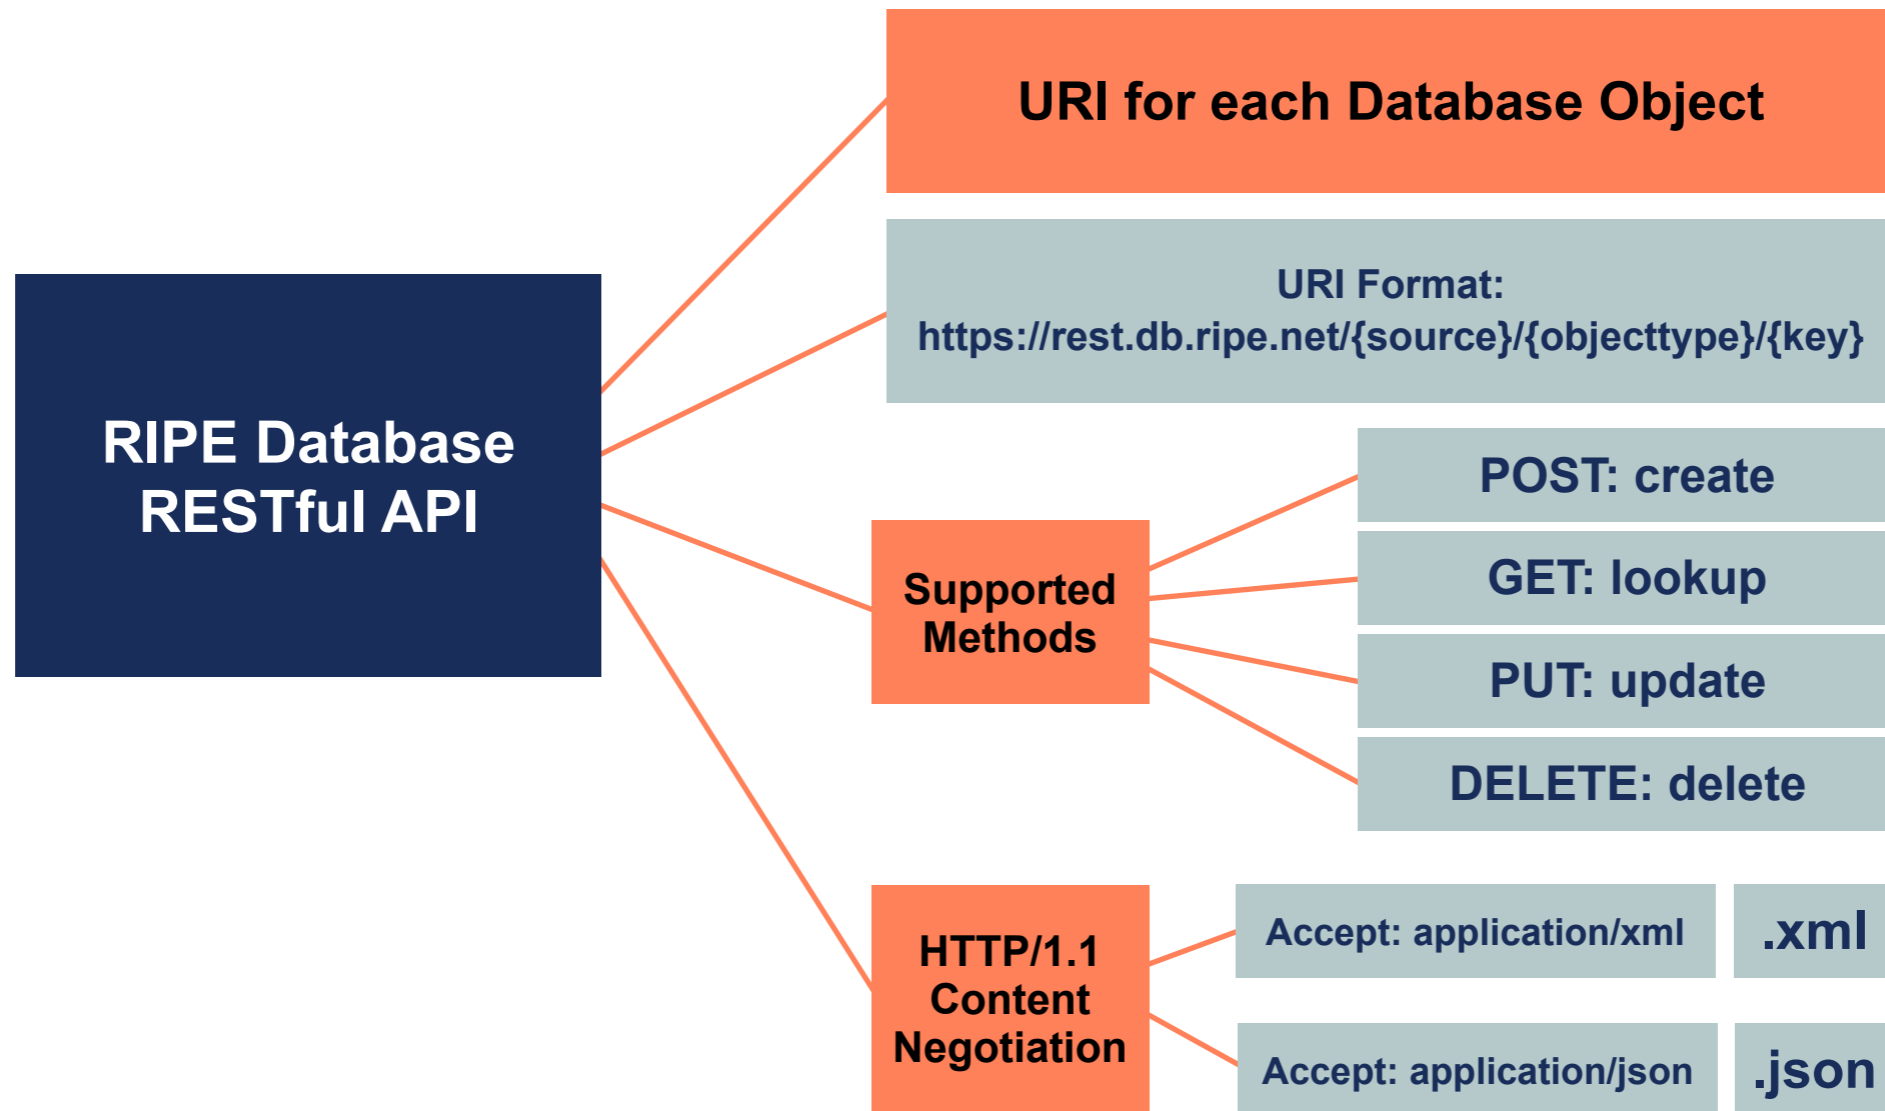 RIPE Database
RESTful API
URI for each Database Object
URI Format:
https://rest.db.ripe.net/{source}/{objecttype}/{key}
Supported
Methods
POST: create
GET: lookup
PUT: update
DELETE: delete
HTTP/1.1
Content
Negotiation
Accept: application/xml
.xml
Accept: application/json
.json